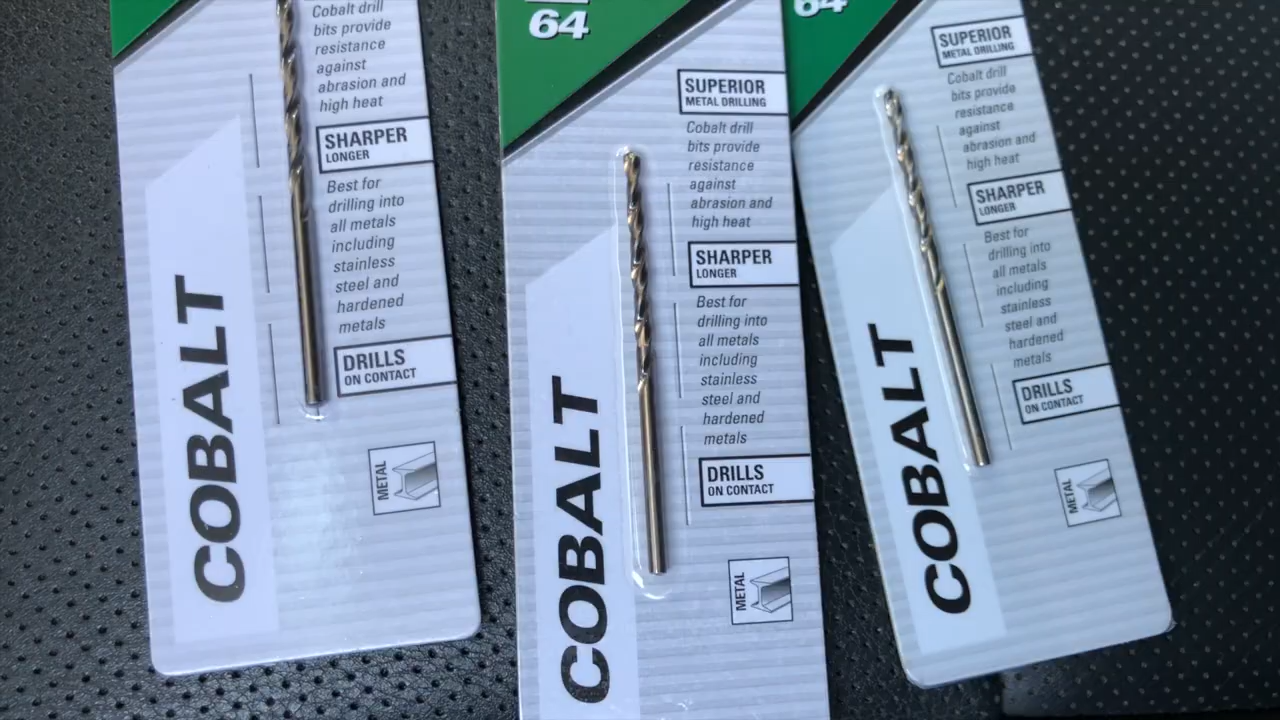 Cobalt drill
bits provide
resistance
against
abrasion and
high heat
SHARPER
LONGER
Best for
drilling into
all metals
including
stainless
steel and
hardened
metals
DRILLS
ON CONTACT
METAL
COBALT
64
SUPERIOR
METAL DRILLING
Cobalt drill
bits provide
resistance
against
abrasion and
high heat
SHARPER
LONGER
Best for
drilling into
all metals
including
stainless
steel and
hardened
metals
DRILLS
ON CONTACT
METAL
COBALT
64
SUPERIOR
METAL DRILLING
Cobalt drill
bits provide
resistance
against
abrasion and
high heat
SHARPER
LONGER
Best for
drilling into
all metals
including
stainless
steel and
hardened
metals
DRILLS
ON CONTACT
METAL
COBALT